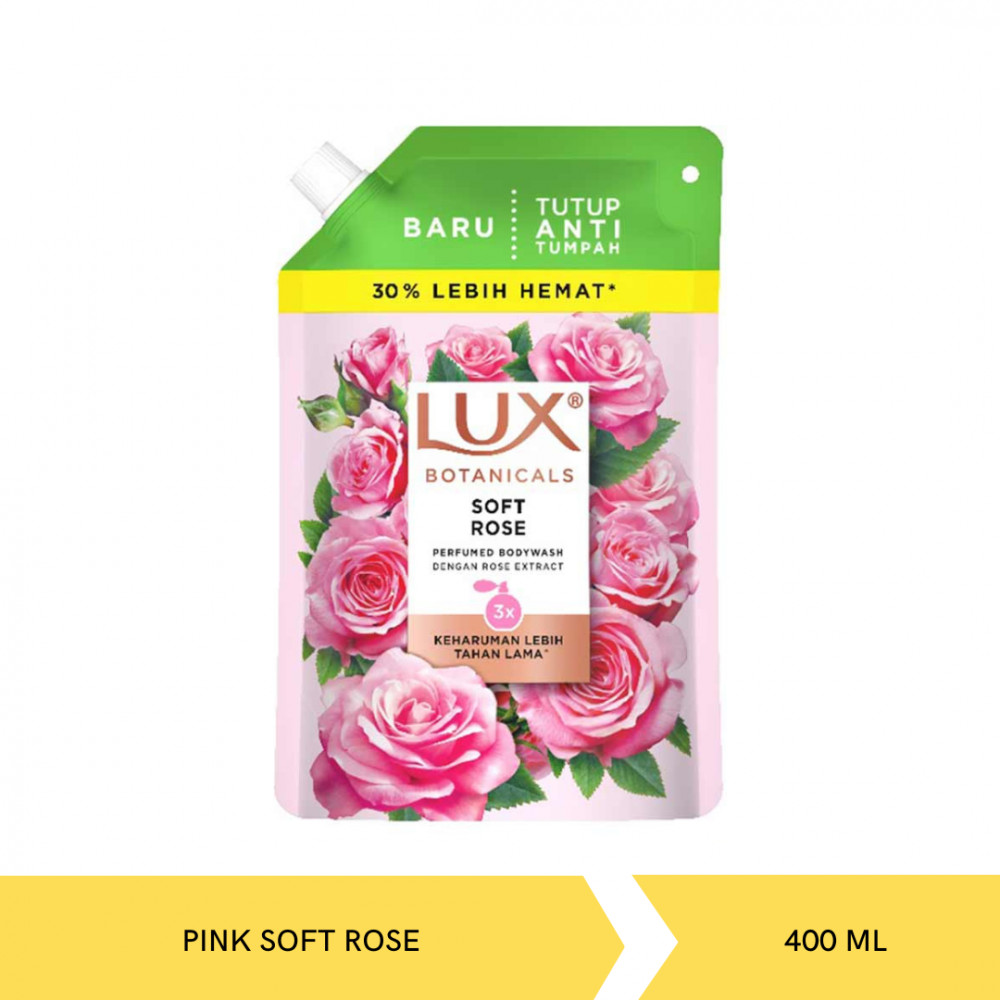 BARU
TUTUP
ANTI
TUMPAH
30% LEBIH HEMAT*
LUX®
BOTANICALS
SOFT
ROSE
PERFUMED BODYWASH
DENGAN ROSE EXTRACT
3x
KEHARUMAN LEBIH
TAHAN LAMA^
PINK SOFT ROSE
400 ML